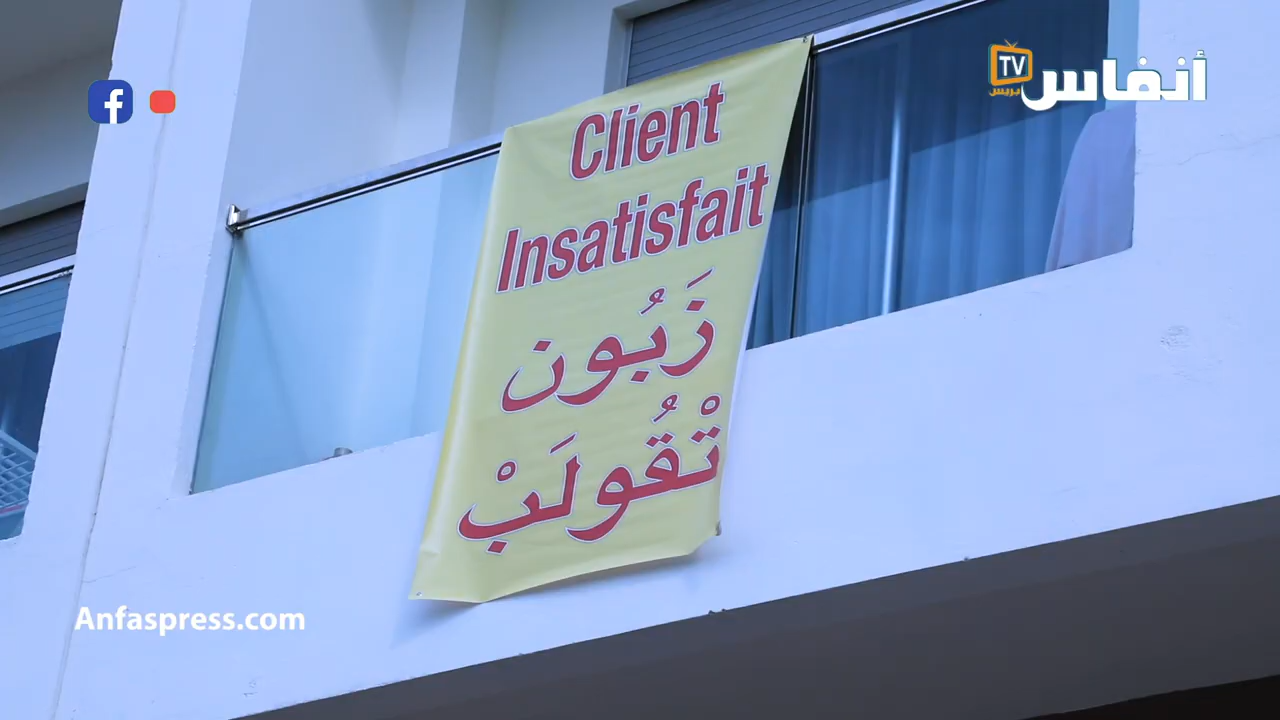 TV
بريس
أنفاس
Client
Insatisfait
زَبُون
تْقُولَبْ
Anfaspress.com